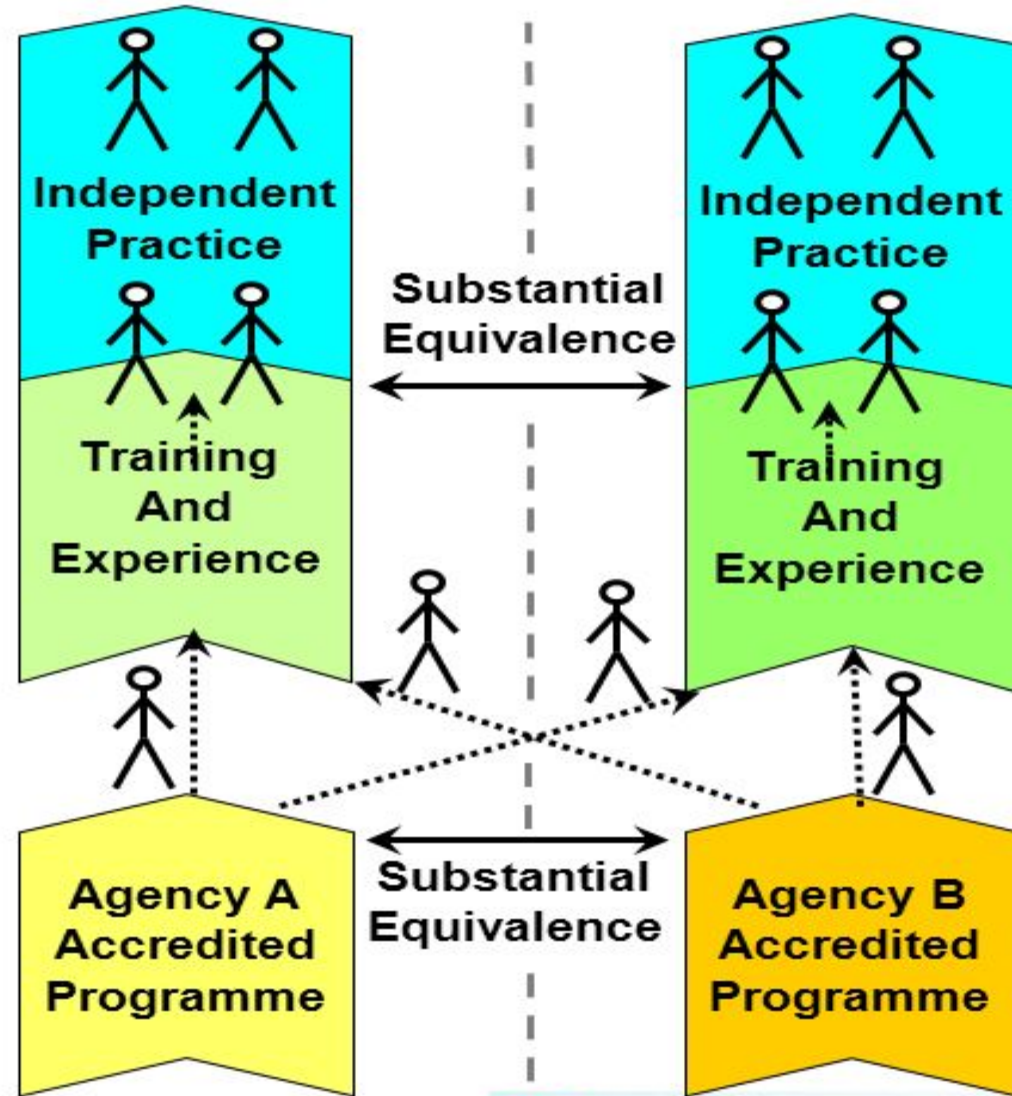 Independent
Practice
Independent
Practice
Substantial
Equivalence
Training
And
Experience
Training
And
Experience
Agency A
Accredited
Programme
Substantial
Equivalence
Agency B
Accredited
Programme